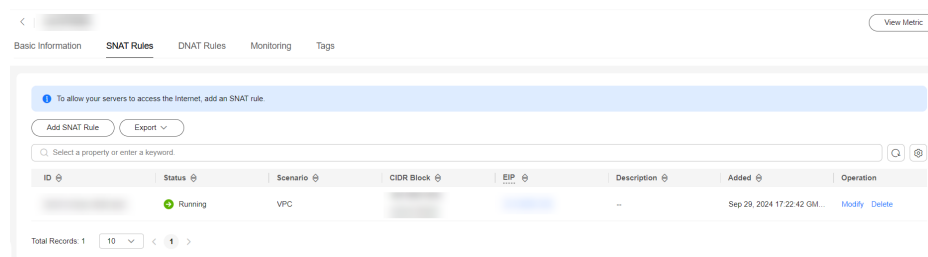 View Metric
Basic Information SNAT Rules DNAT Rules Monitoring Tags
To allow your servers to access the Internet, add an SNAT rule.
Add SNAT Rule Export
Select a property or enter a keyword.
ID Status Scenario CIDR Block EIP Description Added Operation
Running VPC -- Sep 29, 2024 17:22:42 GM... Modify Delete
Total Records: 1 10 < 1 >